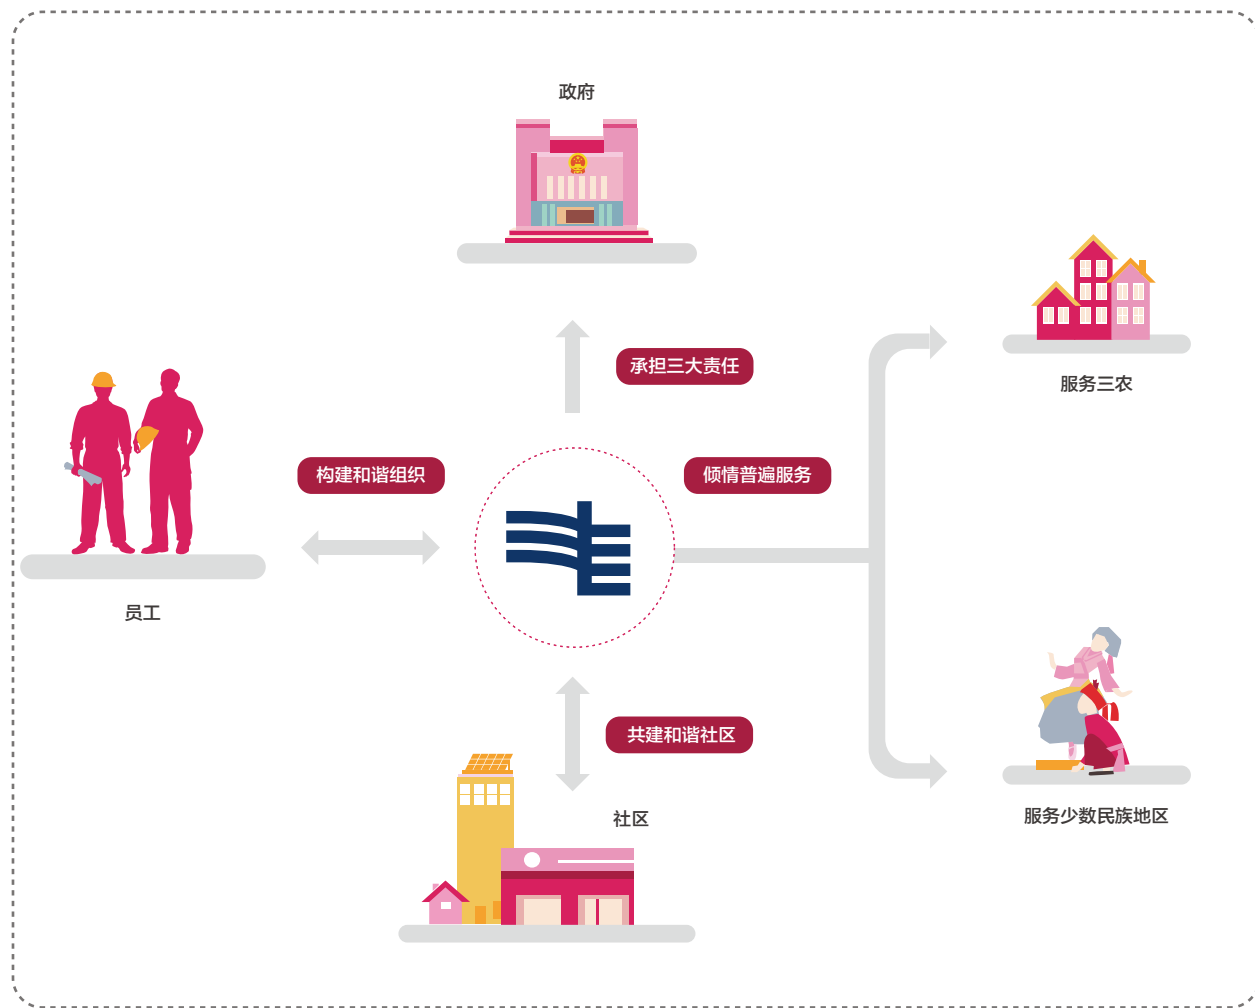 政府
承担三大责任
服务三农
构建和谐组织
倾情普遍服务
员工
共建和谐社区
社区
服务少数民族地区